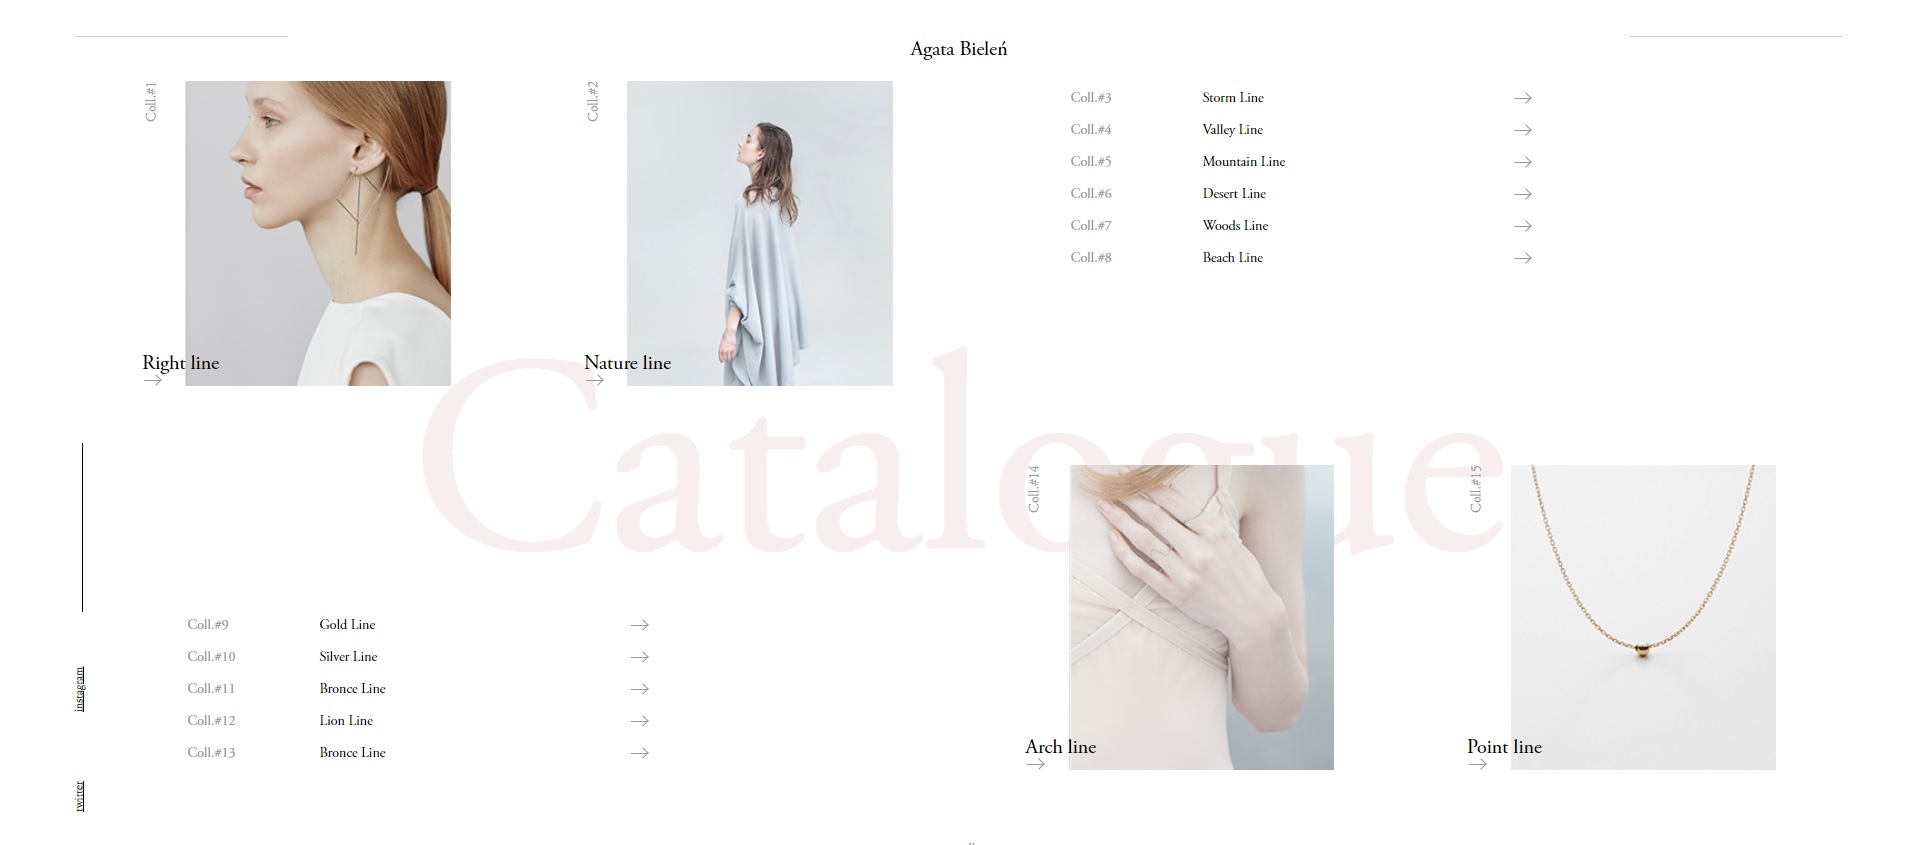 Agata Bieleń
Coll.#1
Right line
Coll.#2
Nature line
Coll.#3 Storm Line
Coll.#4 Valley Line
Coll.#5 Mountain Line
Coll.#6 Desert Line
Coll.#7 Woods Line
Coll.#8 Beach Line
Catalogue
Coll.#9 Gold Line
Coll.#10 Silver Line
Coll.#11 Bronce Line
Coll.#12 Lion Line
Coll.#13 Bronce Line
Coll.#14
Arch line
Coll.#15
Point line
instagram
twitter